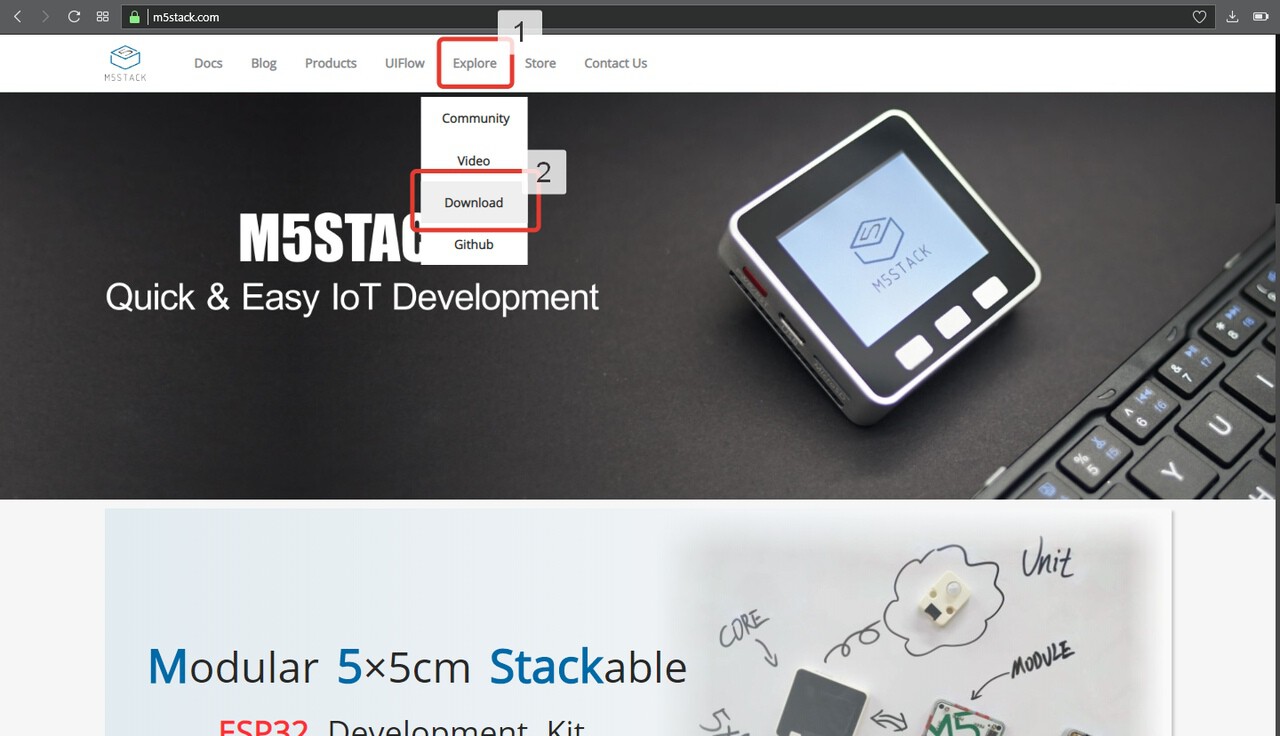 m5stack.com
1
M5STACK
Docs Blog Products UIFlow Explore Store Contact Us
Community
Video
2
Download
Github
M5STAC
Quick & Easy IoT Development
M5STACK
Unit
CORE
MODULE
Modular 5×5cm Stackable
ESP32 Development Kit
M5